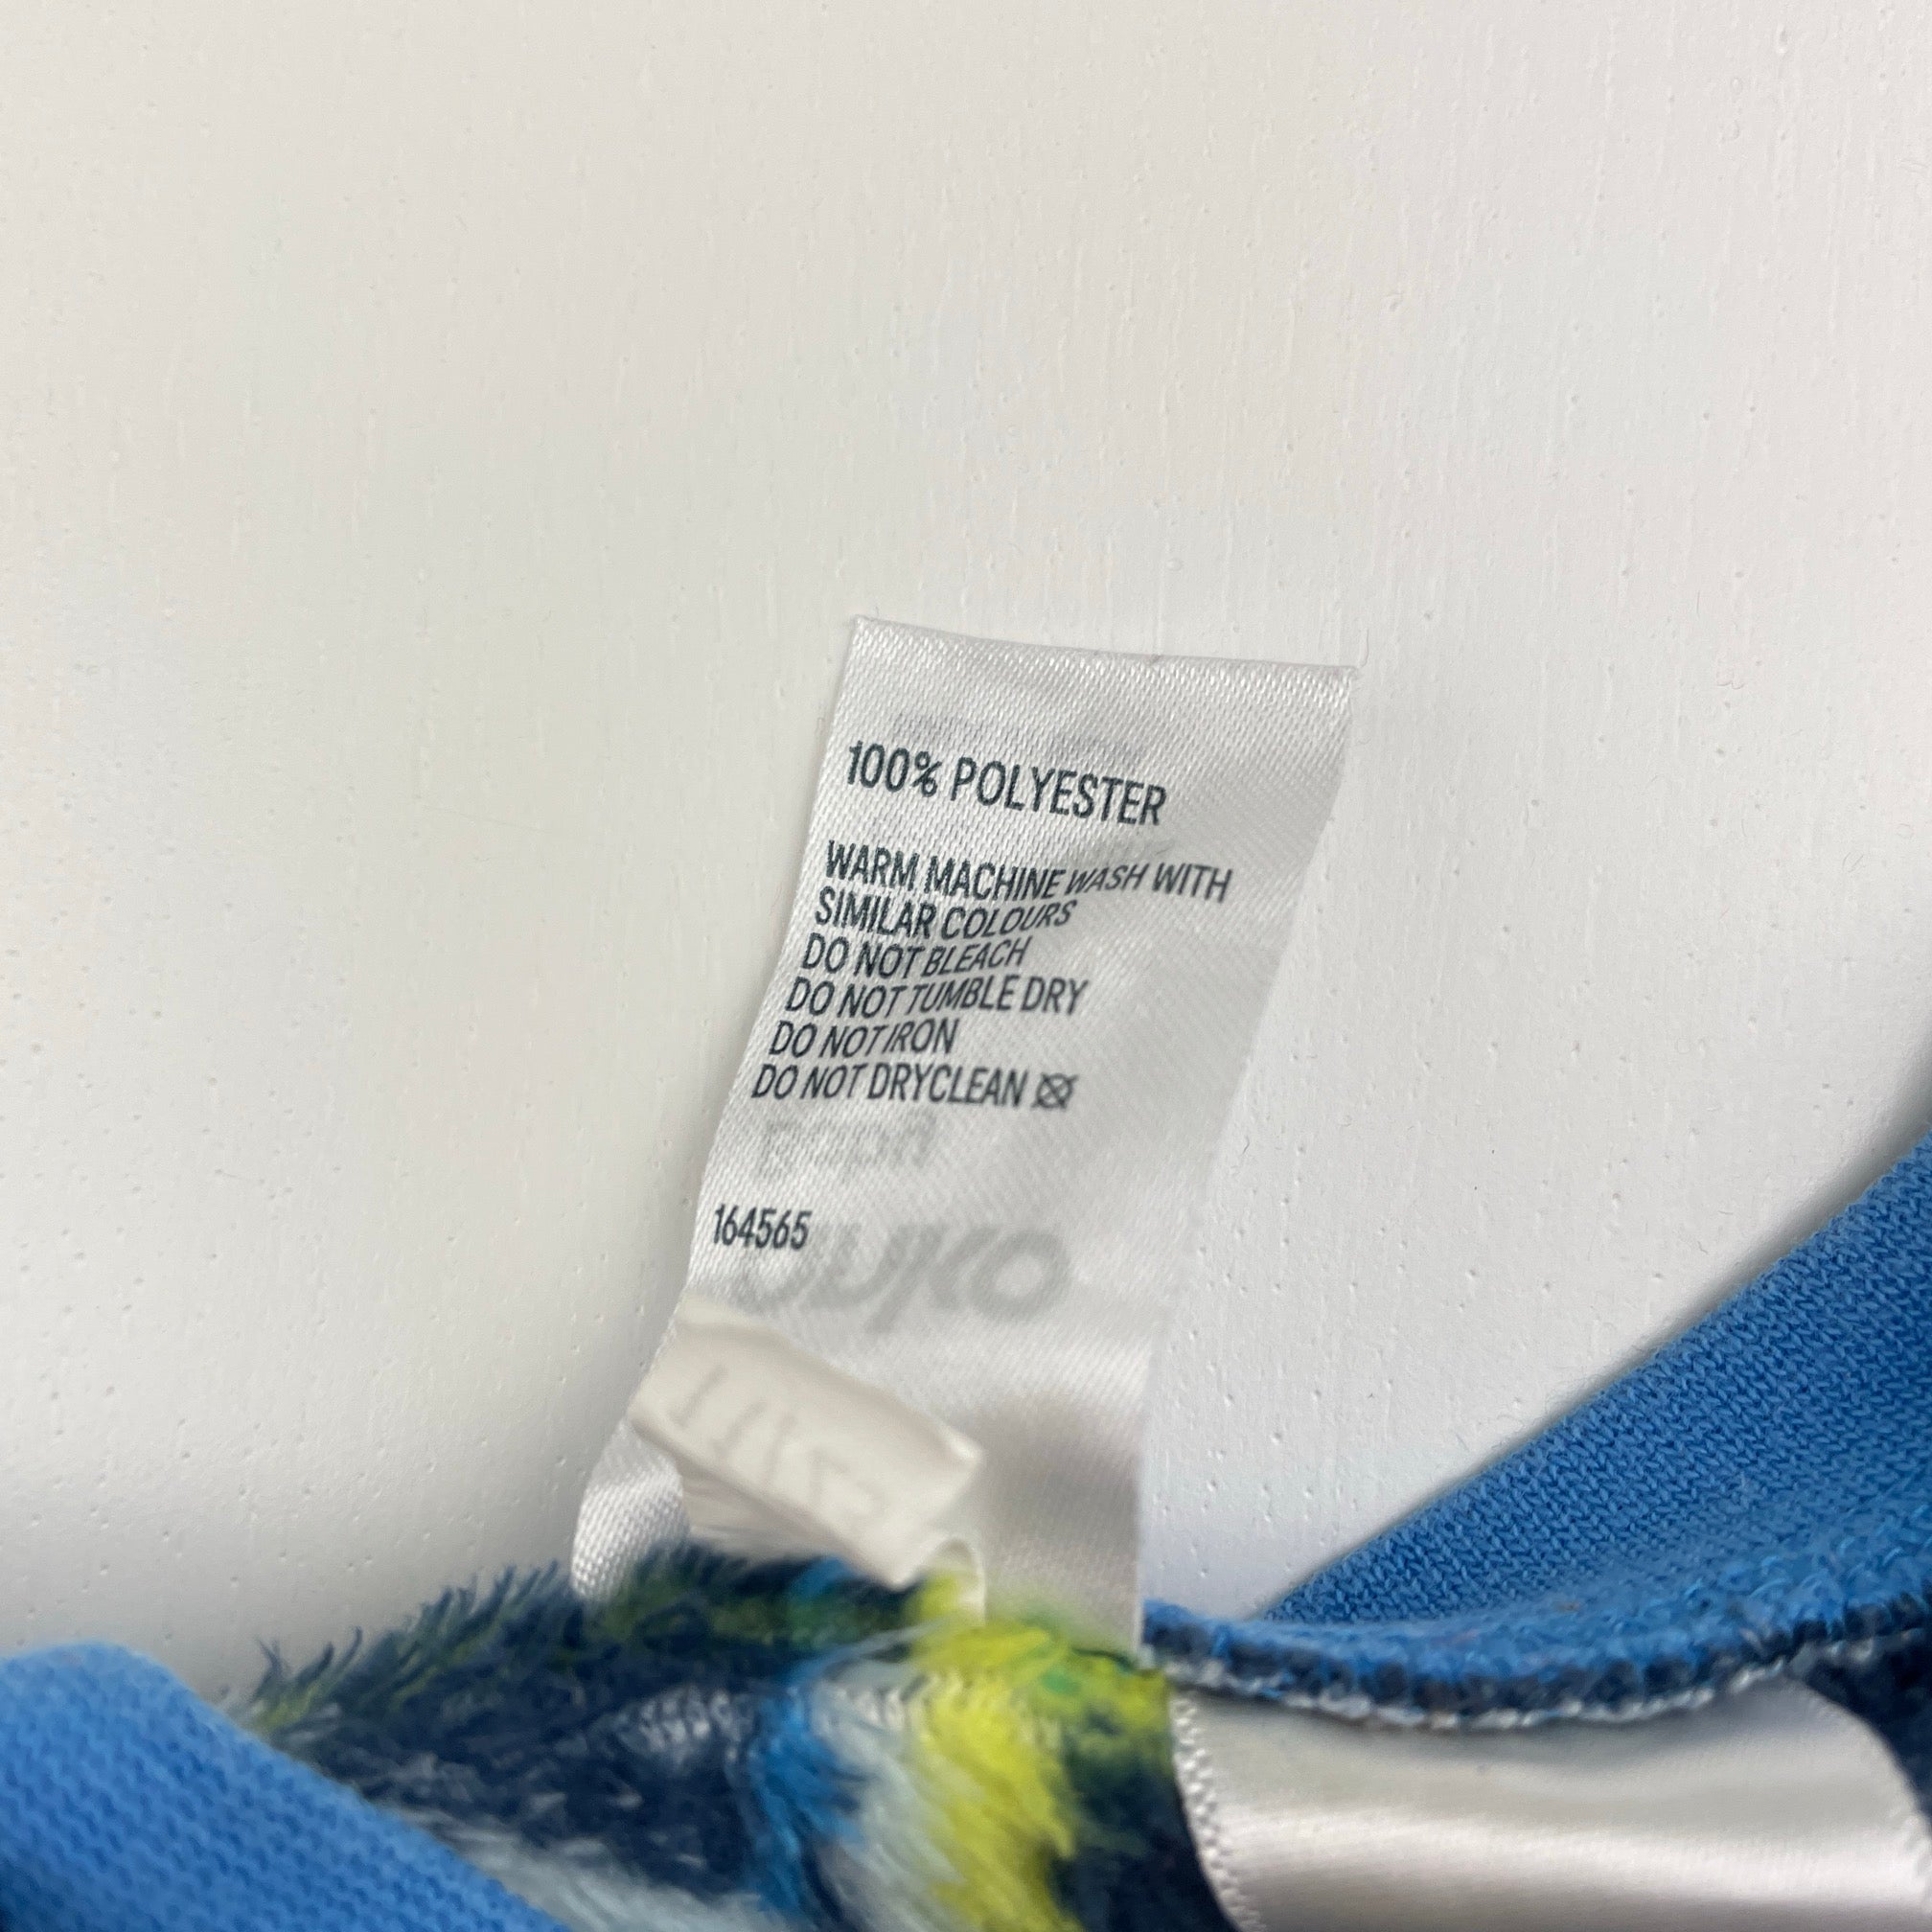 100% POLYESTER
WARM MACHINE WASH WITH
SIMILAR COLOURS
DO NOT BLEACH
DO NOT TUMBLE DRY
DO NOT IRON
DO NOT DRYCLEAN
164565